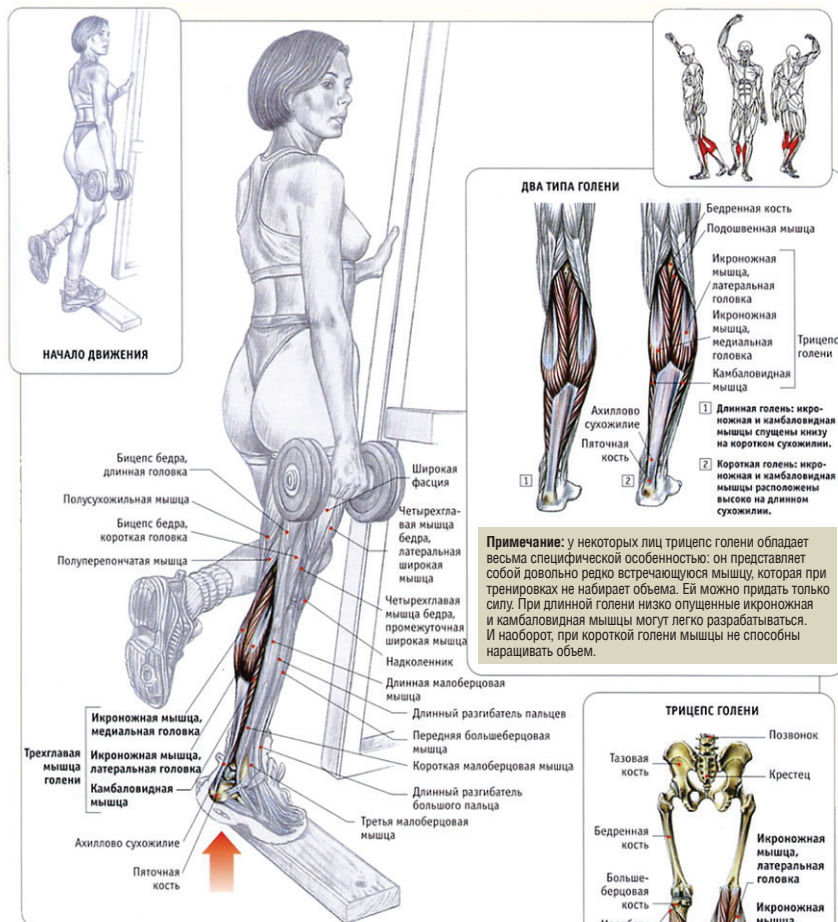 НАЧАЛО ДВИЖЕНИЯ
ДВА ТИПА ГОЛЕНИ
Бедренная кость
Подошвенная мышца
Икроножная
мышца,
латеральная
головка
Икроножная
мышца,
медиальная
головка
Камбаловидная
мышца
Трицепс
голени
Ахиллово
сухожилие
Пяточная
кость
1
2
1 Длинная голень: икро-
ножная и камбаловидная
мышцы спущены книзу
на коротком сухожилии.
2 Короткая голень: икро-
ножная и камбаловидная
мышцы расположены
высоко на длинном
сухожилии.
Примечание: у некоторых лиц трицепс голени обладает
весьма специфической особенностью: он представляет
собой довольно редко встречающуюся мышцу, которая при
тренировках не набирает объема. Ей можно придать только
силу. При длинной голени низко опущенные икроножная
и камбаловидная мышцы могут легко разрабатываться.
И наоборот, при короткой голени мышцы не способны
наращивать объем.
Бицепс бедра,
длинная головка
Полусухожильная мышца
Бицепс бедра,
короткая головка
Полуперепончатая мышца
Широкая
фасция
Четырехгла-
вая мышца
бедра,
латеральная
широкая
мышца
Четырехглавая
мышца бедра,
промежуточная
широкая мышца
Надколенник
Длинная малоберцовая
мышца
Длинный разгибатель пальцев
Передняя большеберцовая
мышца
Короткая малоберцовая мышца
Длинный разгибатель
большого пальца
Третья малоберцовая
мышца
Трехглавая
мышца
голени
Икроножная мышца,
медиальная головка
Икроножная мышца,
латеральная головка
Камбаловидная
мышца
Ахиллово сухожилие
Пяточная
кость
ТРИЦЕПС ГОЛЕНИ
Позвонок
Тазовая
кость
Крестец
Бедренная
кость
Икроножная
мышца,
латеральная
головка
Больше-
берцовая
кость
Икроножная